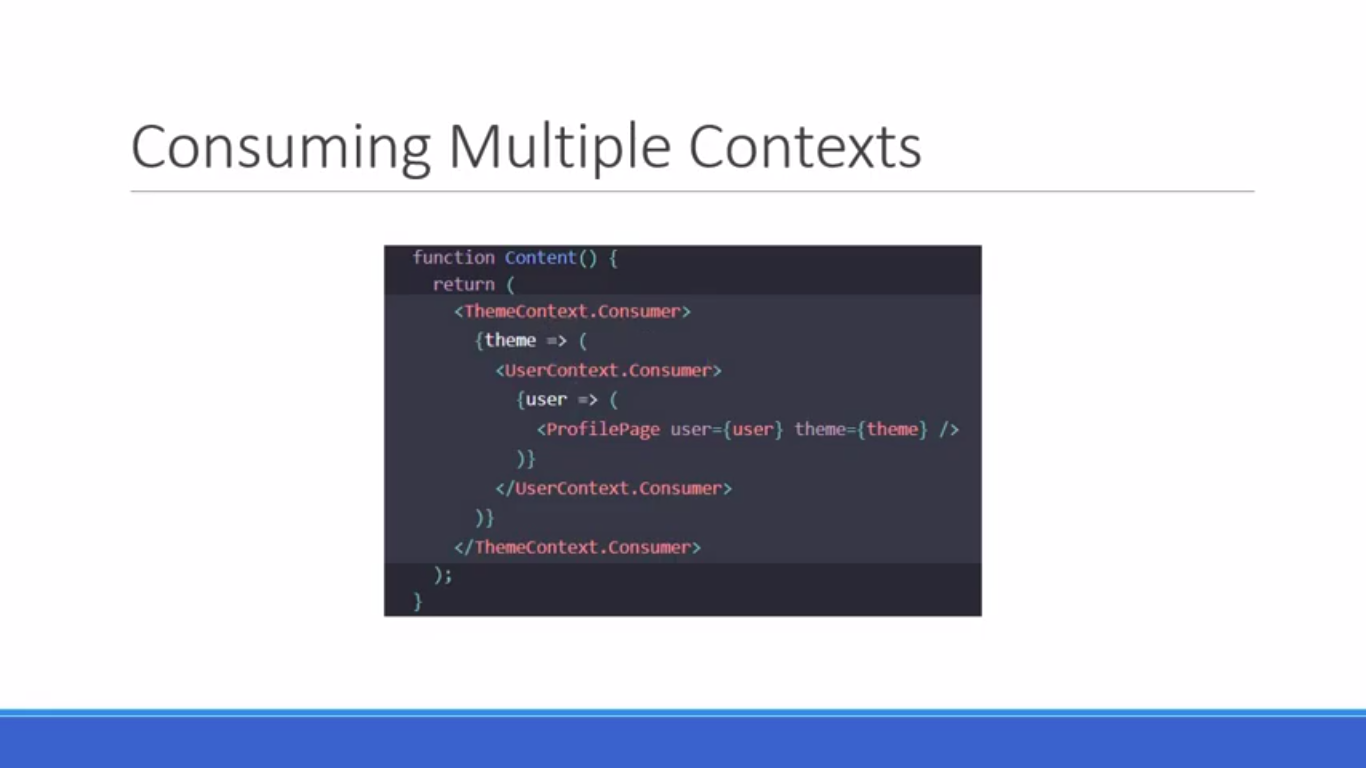 Consuming Multiple Contexts
function Content() {
return (
<ThemeContext.Consumer>
{theme => (
<UserContext.Consumer>
{user => (
<ProfilePage user={user} theme={theme} />
)}
</UserContext.Consumer>
)}
</ThemeContext.Consumer>
);
}